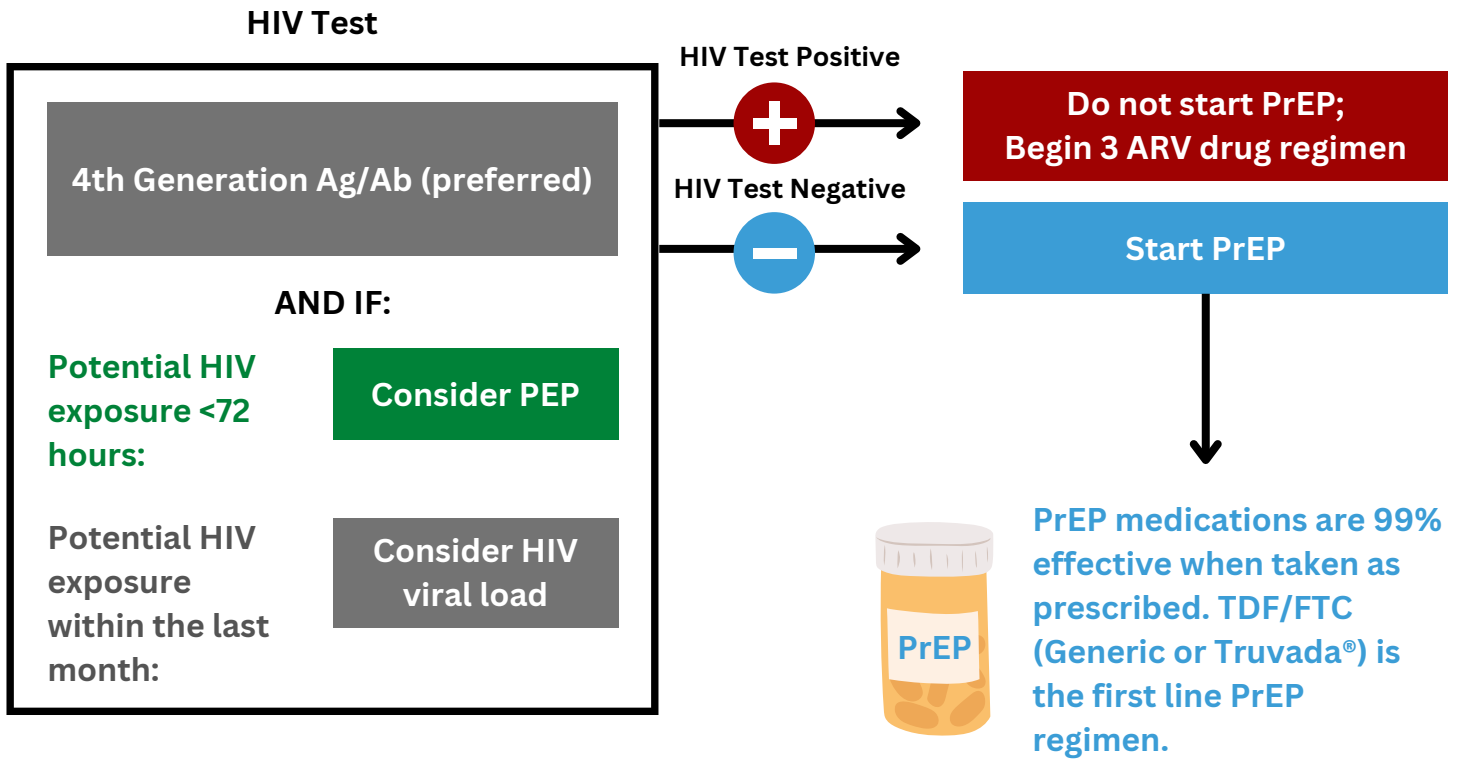 HIV Test
4th Generation Ag/Ab (preferred)
AND IF:
Potential HIV
exposure <72
hours:
Consider PEP
Potential HIV
exposure
within the last
month:
Consider HIV
viral load
HIV Test Positive
Do not start PrEP;
Begin 3 ARV drug regimen
HIV Test Negative
Start PrEP
PrEP
PrEP medications are 99%
effective when taken as
prescribed. TDF/FTC
(Generic or Truvada®) is
the first line PrEP
regimen.